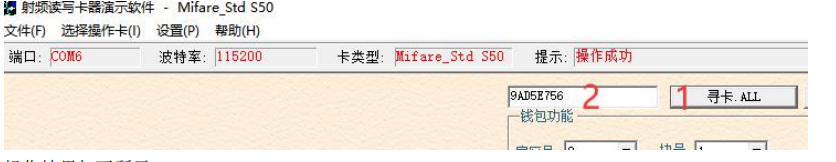 射频读写卡器演示软件 - Mifare_Std S50
文件(F) 选择操作卡(I) 设置(P) 帮助(H)
端口: COM6 波特率: 115200 卡类型: Mifare_Std S50 提示: 操作成功
9AD5E756 2 1 寻卡.ALL
钱包功能